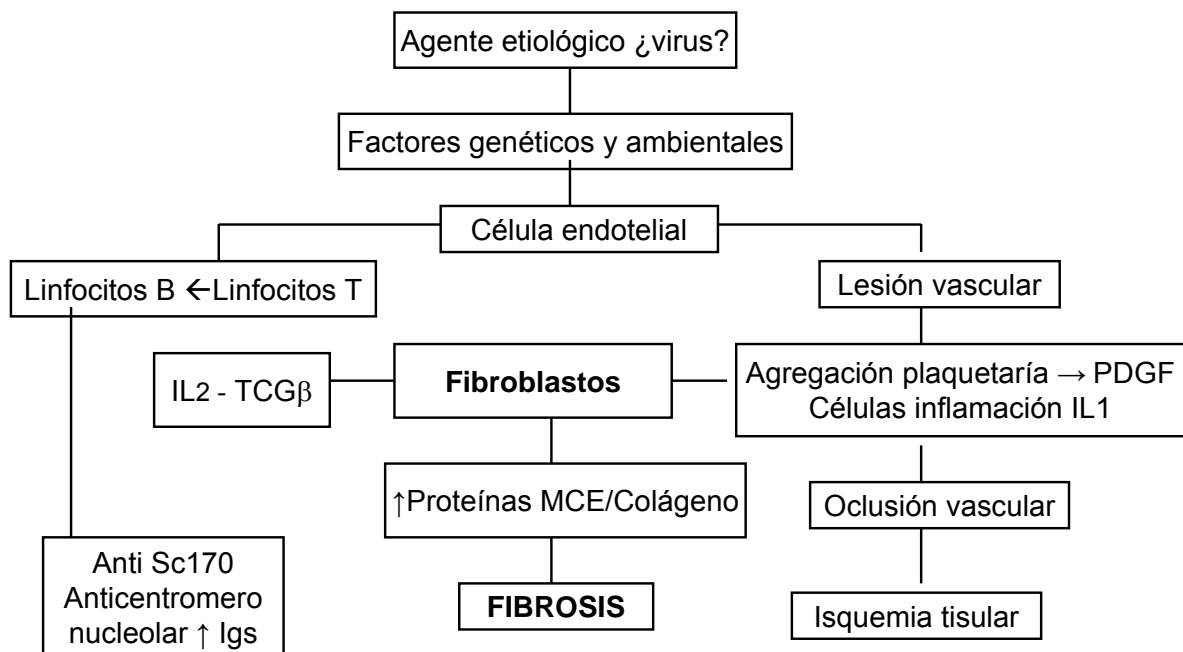 Agente etiológico ¿virus?
Factores genéticos y ambientales
Célula endotelial
Linfocitos B ←Linfocitos T
Lesión vascular
IL2 - TCGβ
Fibroblastos
Agregación plaquetaría → PDGF
Células inflamación IL1
↑Proteínas MCE/Colágeno
Oclusión vascular
Anti Sc170
Anticentromero
nucleolar ↑ Igs
FIBROSIS
Isquemia tisular